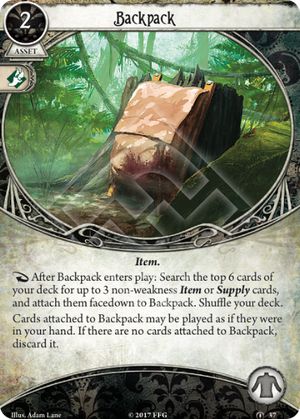 Backpack
2
ASSET
Item.
After Backpack enters play: Search the top 6 cards of
your deck for up to 3 non-weakness Item or Supply cards,
and attach them facedown to Backpack. Shuffle your deck.
Cards attached to Backpack may be played as if they were
in your hand. If there are no cards attached to Backpack,
discard it.
Illus. Adam Lane
© 2017 FFG
37